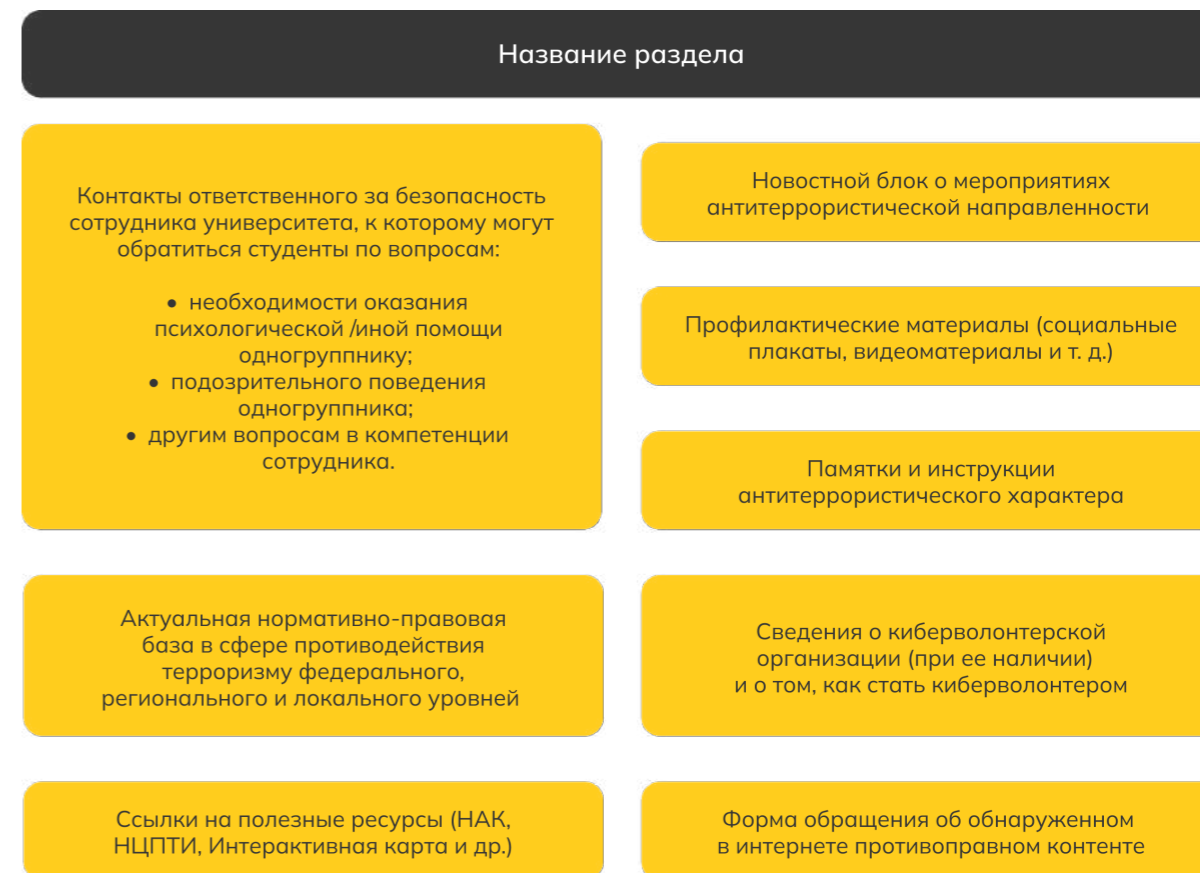 Название раздела
Контакты ответственного за безопасность
сотрудника университета, к которому могут
обратиться студенты по вопросам:
• необходимости оказания
психологической /иной помощи
одногруппнику;
• подозрительного поведения
одногруппника;
• другим вопросам в компетенции
сотрудника.
Новостной блок о мероприятиях
антитеррористической направленности
Профилактические материалы (социальные
плакаты, видеоматериалы и т. д.)
Памятки и инструкции
антитеррористического характера
Актуальная нормативно-правовая
база в сфере противодействия
терроризму федерального,
регионального и локального уровней
Сведения о киберволонтерской
организации (при ее наличии)
и о том, как стать киберволонтером
Ссылки на полезные ресурсы (НАК,
НЦПТИ, Интерактивная карта и др.)
Форма обращения об обнаруженном
в интернете противоправном контенте